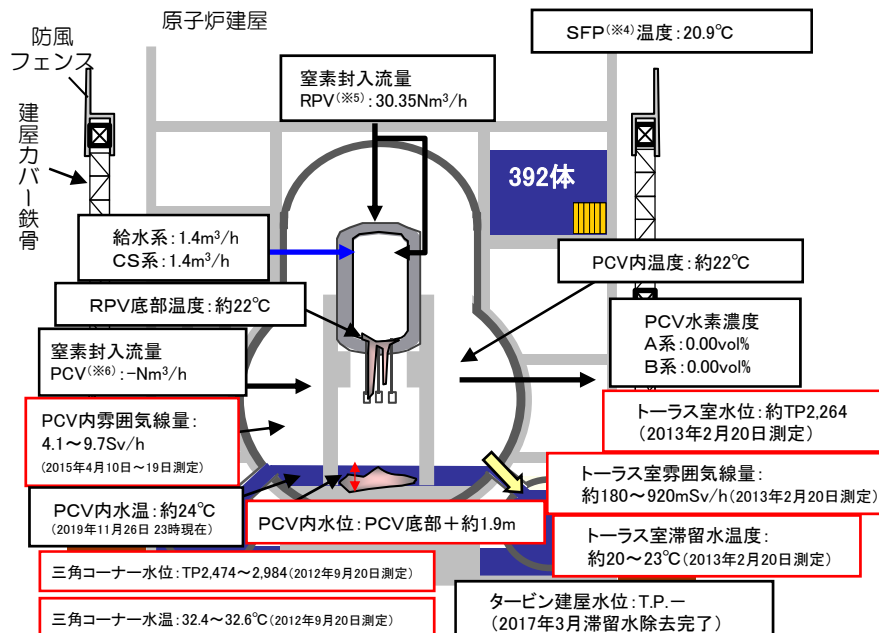 原子炉建屋
SFP(※4)温度:20.9℃
防風
フェンス
窒素封入流量
RPV(※5):30.35Nm³/h
建屋カバー鉄骨
392体
給水系:1.4m³/h
CS系:1.4m³/h
PCV内温度:約22℃
RPV底部温度:約22℃
PCV水素濃度
A系:0.00vol%
B系:0.00vol%
窒素封入流量
PCV(※6):-Nm³/h
トーラス室水位:約TP2,264
(2013年2月20日測定)
PCV内雰囲気線量:
4.1～9.7Sv/h
(2015年4月10日～19日測定)
トーラス室雰囲気線量:
約180～920mSv/h(2013年2月20日測定)
PCV内水温:約24℃
(2019年11月26日 23時現在)
PCV内水位:PCV底部+約1.9m
トーラス室滞留水温度:
約20～23℃(2013年2月20日測定)
三角コーナー水位:TP2,474～2,984(2012年9月20日測定)
三角コーナー水温:32.4～32.6℃(2012年9月20日測定)
タービン建屋水位:T.P.-
(2017年3月滞留水除去完了)